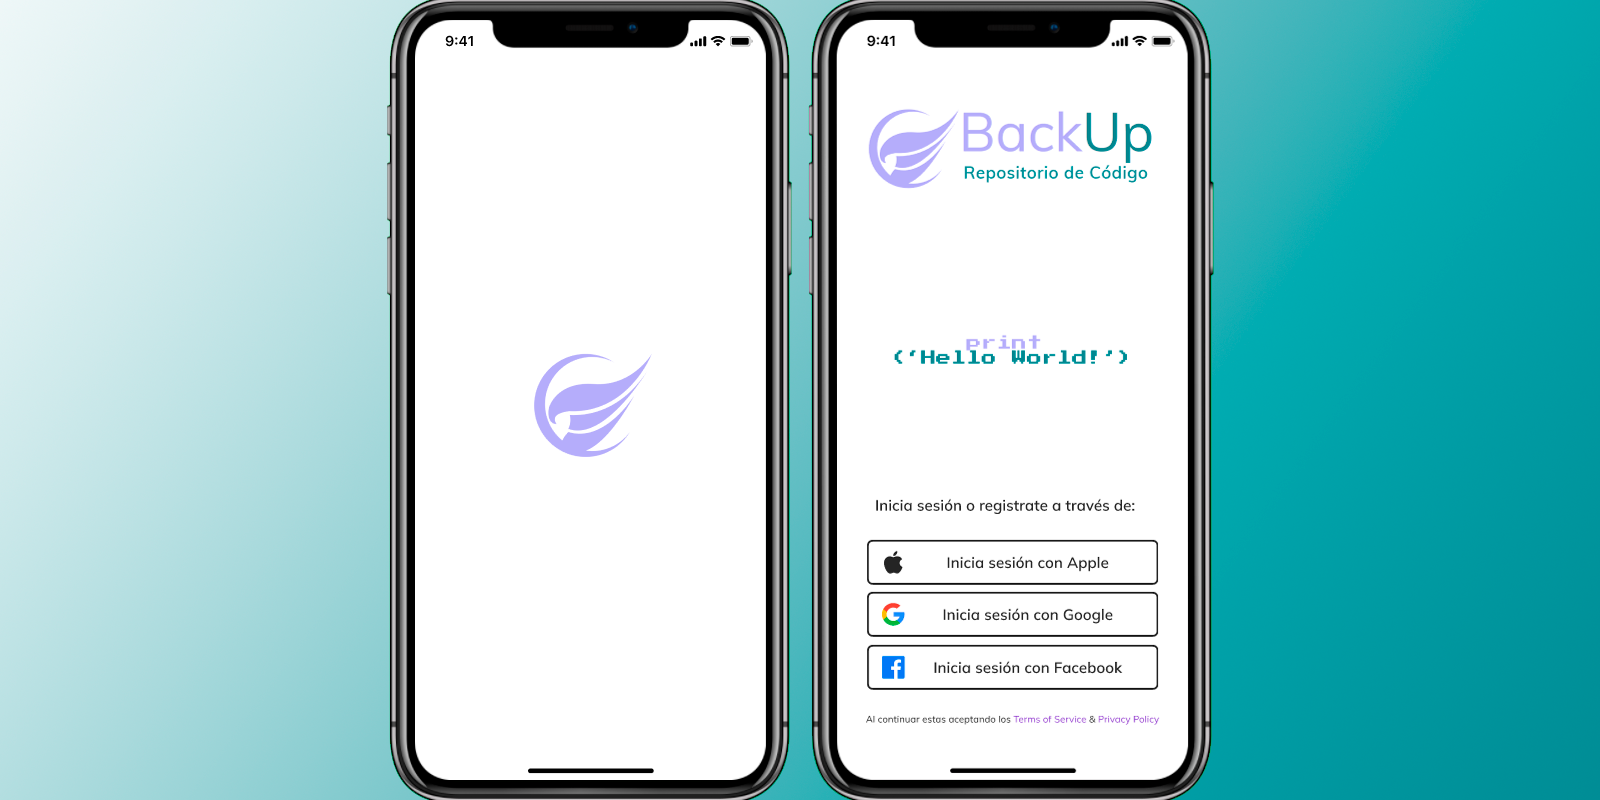 9:41
9:41
BackUp
Repositorio de Código
print
(‘Hello World!’)
Inicia sesión o registrate a través de:
Inicia sesión con Apple
Inicia sesión con Google
Inicia sesión con Facebook
Al continuar estas aceptando los Terms of Service & Privacy Policy